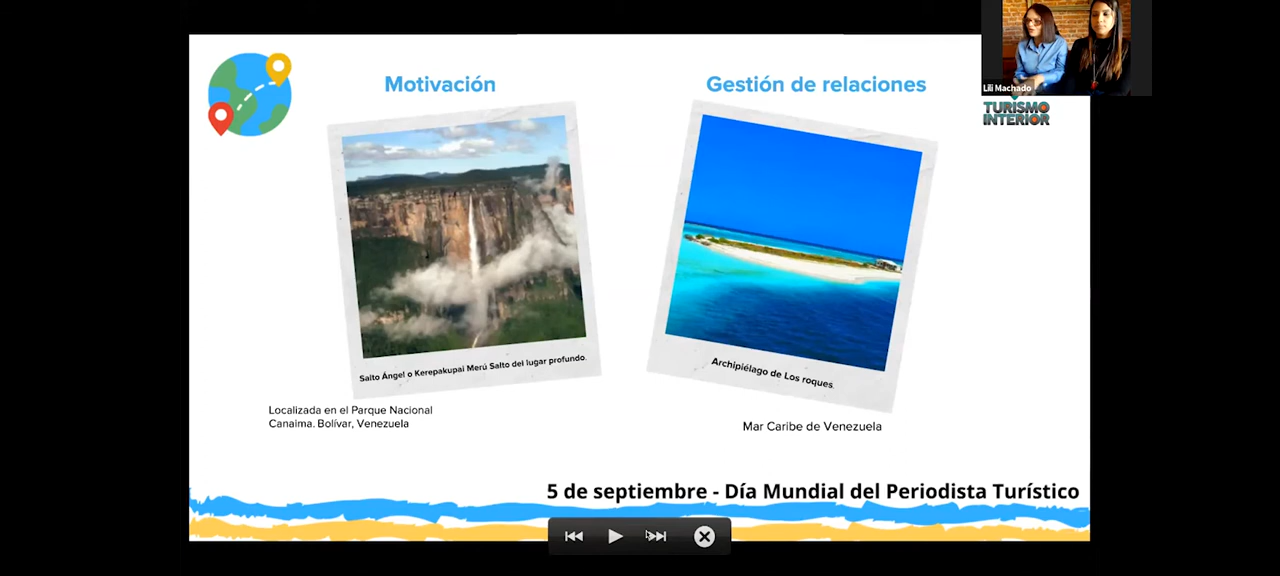 Motivación
Gestión de relaciones
Lili Machado
TURISMO
INTERIOR
Salto Ángel o Kerepakupai Merú Salto del lugar profundo.
Archipiélago de Los roques.
Localizada en el Parque Nacional
Canaima. Bolívar, Venezuela
Mar Caribe de Venezuela
5 de septiembre - Día Mundial del Periodista Turístico